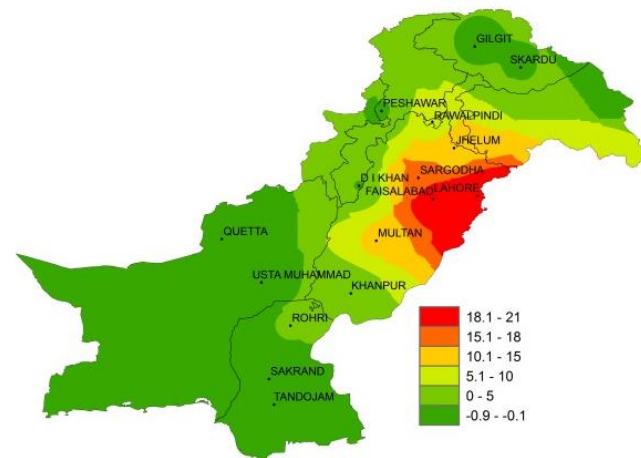 GILGIT
SKARDU
PESHAWAR
RAWALPINDI
JHELUM
SARGODHA
D I KHAN
FAISALABAD
LAHORE
QUETTA
MULTAN
USTA MUHAMMAD
KHANPUR
ROHRI
SAKRAND
TANDOJAM
18.1 - 21
15.1 - 18
10.1 - 15
5.1 - 10
0 - 5
-0.9 - -0.1